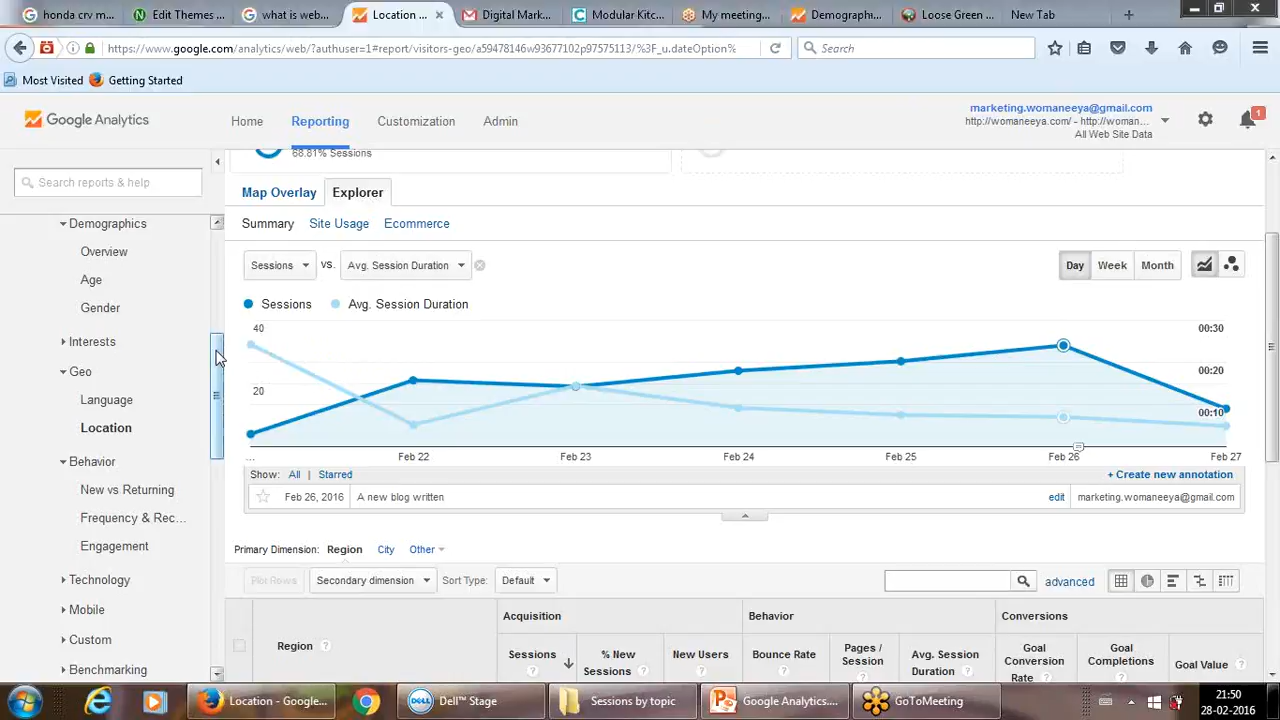 honda crv m...
Edit Themes ...
what is web...
Location ...
Digital Mark...
Modular Kitc...
My meeting...
Demograph...
Loose Green ...
New Tab
https://www.google.com/analytics/web/?authuser=1#report/visitors-geo/a59478146w93677102p97575113/%3F_u.dateOption%
Search
Most Visited
Getting Started
Google Analytics
Home
Reporting
Customization
Admin
marketing.womaneeya@gmail.com
http://womaneeya.com/ - http://woman...
All Web Site Data
1
Search reports & help
68.81% Sessions
Map Overlay
Explorer
Demographics
Overview
Age
Gender
Interests
Geo
Language
Location
Behavior
New vs Returning
Frequency & Rec...
Engagement
Technology
Mobile
Custom
Benchmarking
Summary
Site Usage
Ecommerce
Sessions
vs.
Avg. Session Duration
Day
Week
Month
Sessions
Avg. Session Duration
40
00:30
00:20
20
00:10
...
Feb 22
Feb 23
Feb 24
Feb 25
Feb 26
Feb 27
Show: All | Starred
+ Create new annotation
Feb 26, 2016
A new blog written
edit
marketing.womaneeya@gmail.com
Primary Dimension: Region City Other
Plot Rows
Secondary dimension
Sort Type:
Default
advanced
Acquisition
Behavior
Conversions
Region ?
Sessions ?
% New Sessions ?
New Users ?
Bounce Rate ?
Pages / Session ?
Avg. Session Duration ?
Goal Conversion Rate ?
Goal Completions ?
Goal Value ?
Location - Google...
Dell™ Stage
Sessions by topic
Google Analytics....
GoToMeeting
21:50
28-02-2016